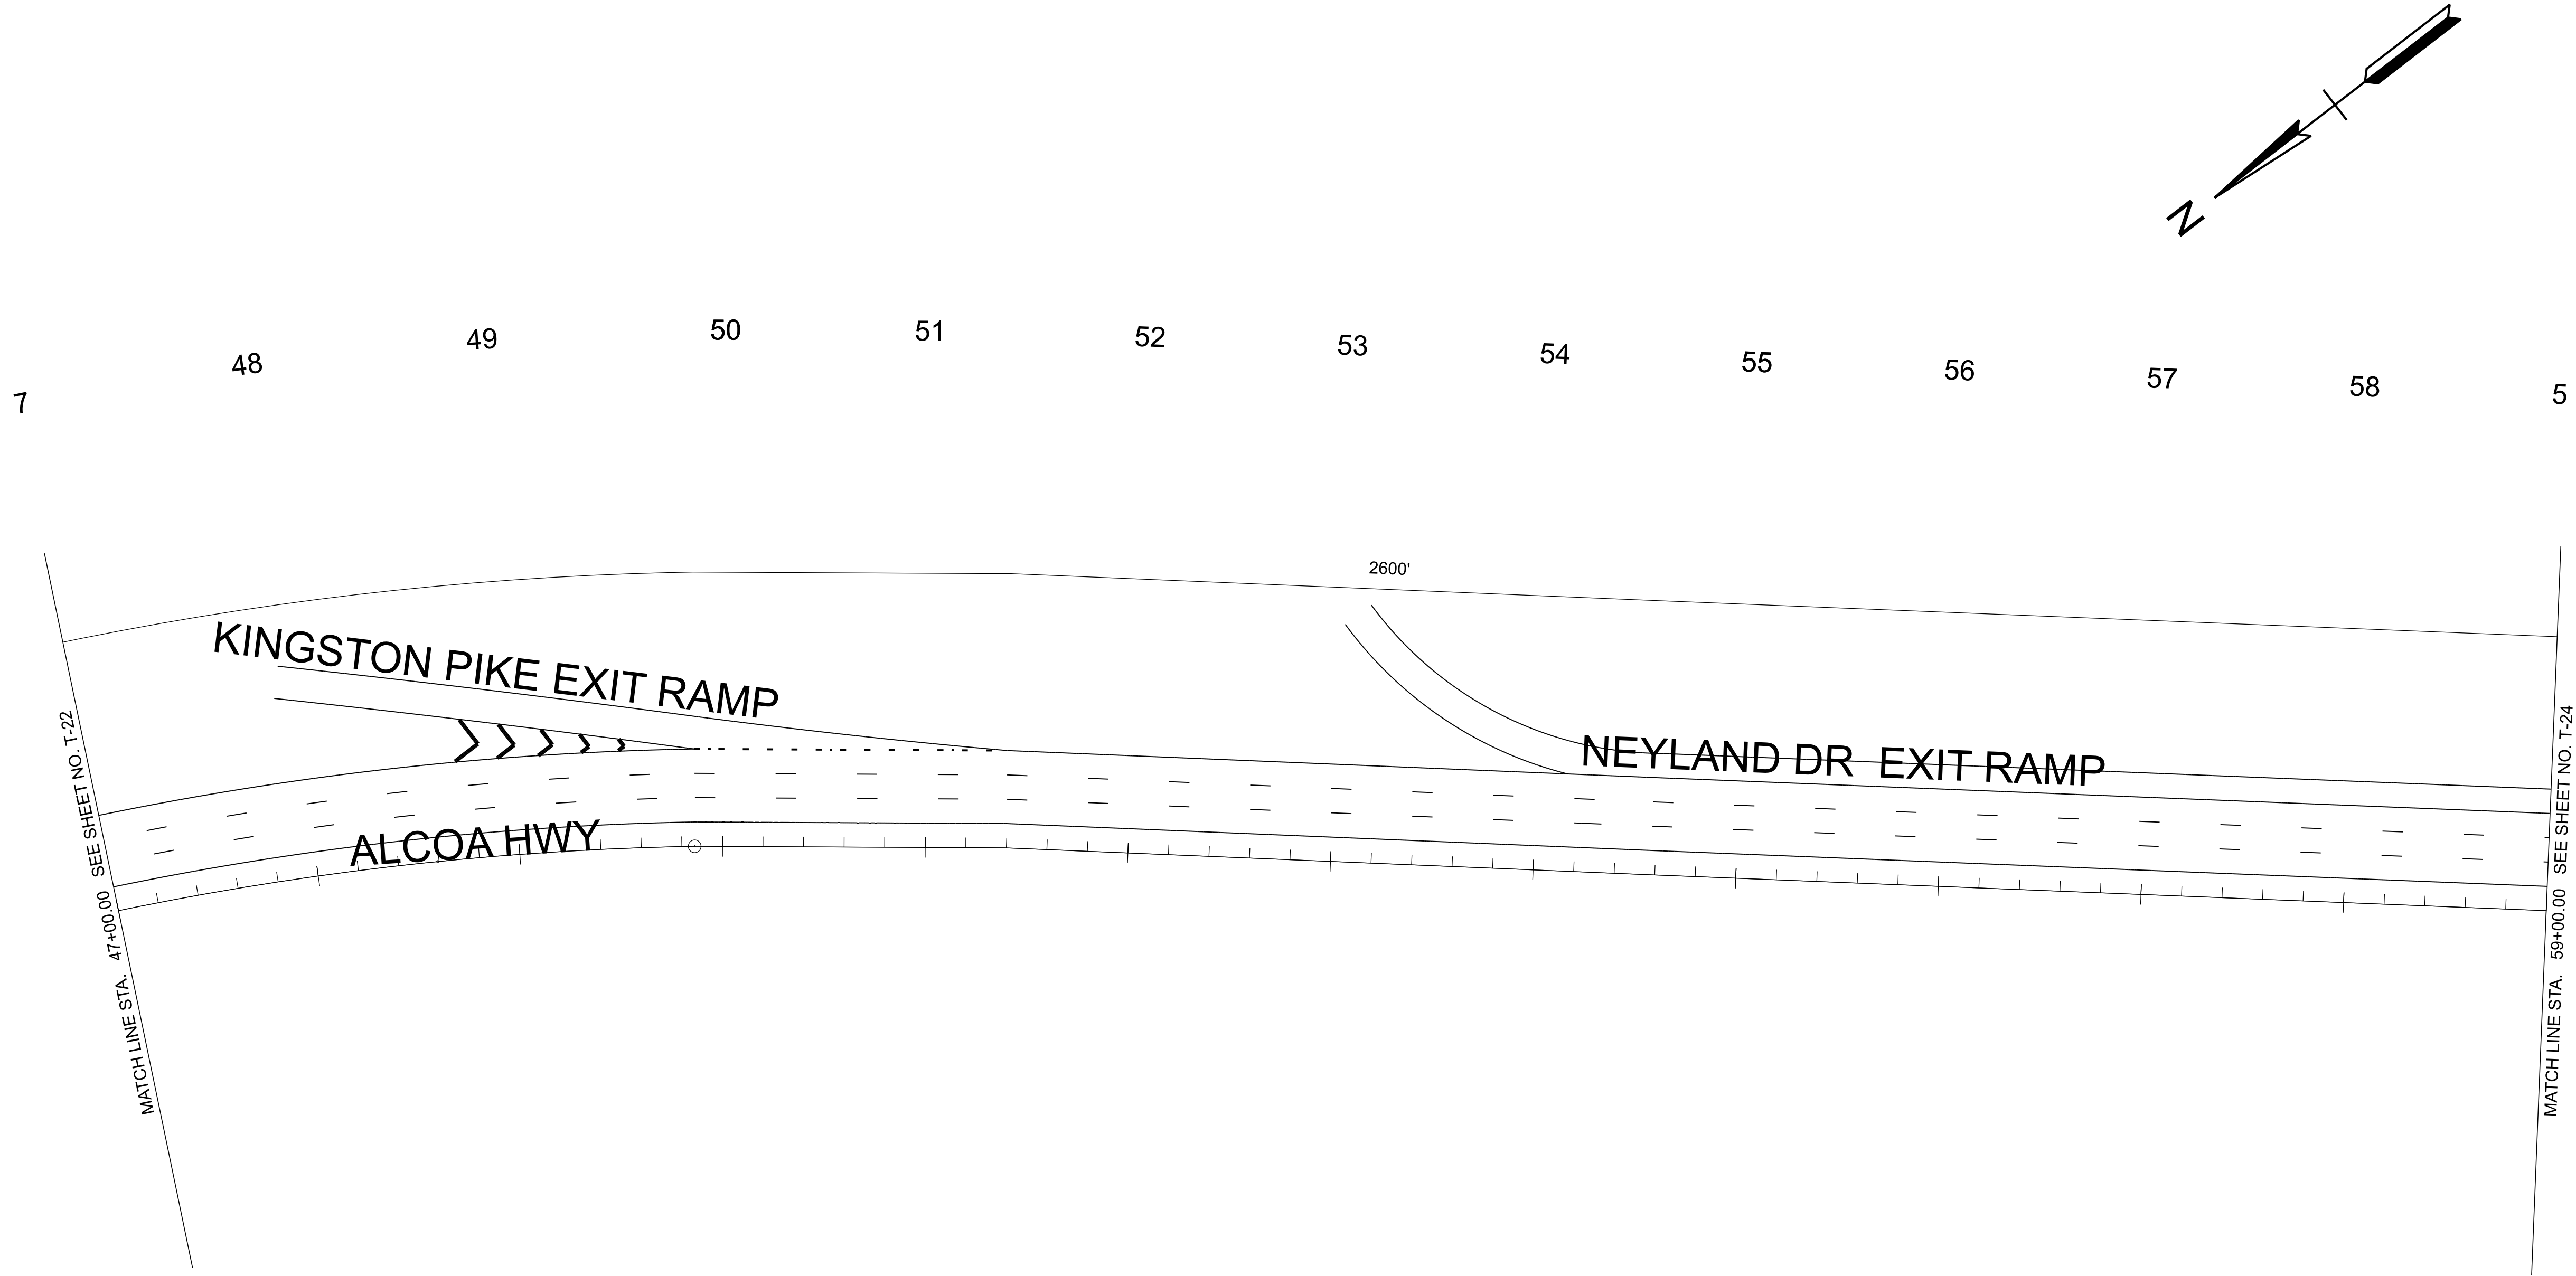 N
7
48
49
50
51
52
53
54
55
56
57
58
5
2600'
KINGSTON PIKE EXIT RAMP
NEYLAND DR EXIT RAMP
ALCOA HWY
MATCH LINE STA. 47+00.00 SEE SHEET NO. T-22
MATCH LINE STA. 59+00.00 SEE SHEET NO. T-24